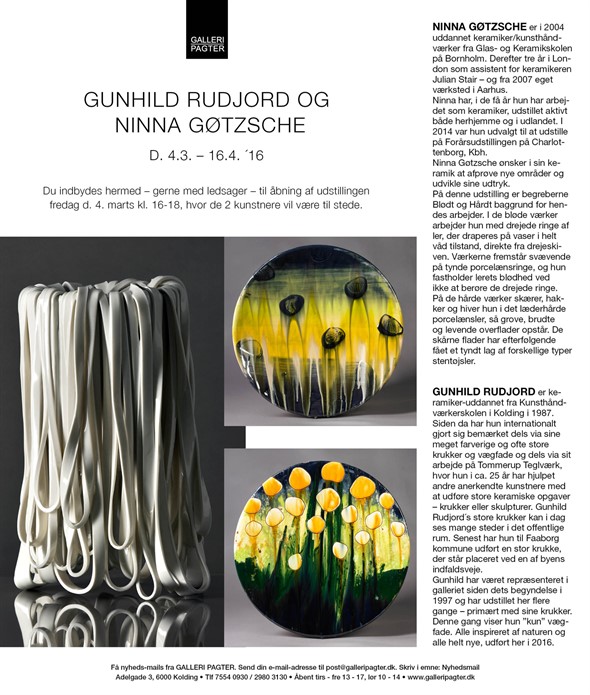 GALLERI
PAGTER
GUNHILD RUDJORD OG
NINNA GØTZSCHE
D. 4.3. – 16.4. ´16
Du indbydes hermed – gerne med ledsager – til åbning af udstillingen
fredag d. 4. marts kl. 16-18, hvor de 2 kunstnere vil være til stede.
NINNA GØTZSCHE er i 2004
uddannet keramiker/kunsthånd-
værker fra Glas- og Keramikskolen
på Bornholm. Derefter tre år i Lon-
don som assistent for keramikeren
Julian Stair – og fra 2007 eget
værksted i Aarhus.
Ninna har, i de få år hun har arbej-
det som keramiker, udstillet aktivt
både herhjemme og i udlandet. I
2014 var hun udvalgt til at udstille
på Forårsudstillingen på Charlot-
tenborg, Kbh.
Ninna Gøtzsche ønsker i sin ke-
ramik at afprøve nye områder og
udvikle sine udtryk.
På denne udstilling er begreberne
Blødt og Hårdt baggrund for hen-
des arbejder. I de bløde værker
arbejder hun med drejede ringe af
ler, der draperes på vaser i helt
våd tilstand, direkte fra drejeski-
ven. Værkerne fremstår svævende
på tynde porcelænsringe, og hun
fastholder lerets blødhed ved
ikke at berøre de drejede ringe.
På de hårde værker skærer, hak-
ker og hiver hun i det læderhårde
porcelænsler, så grove, brudte
og levende overflader opstår. De
skårne flader har efterfølgende
fået et tyndt lag af forskellige typer
stentøjsler.
GUNHILD RUDJORD er ke-
ramiker-uddannet fra Kunsthånd-
værkerskolen i Kolding i 1987.
Siden da har hun internationalt
gjort sig bemærket dels via sine
meget farverige og ofte store
krukker og vægfade og dels via sit
arbejde på Tommerup Teglværk,
hvor hun i ca. 25 år har hjulpet
andre anerkendte kunstnere med
at udføre store keramiske opgaver
– krukker eller skulpturer. Gunhild
Rudjord´s store krukker kan i dag
ses mange steder i det offentlige
rum. Senest har hun til Faaborg
kommune udført en stor krukke,
der står placeret ved en af byens
indfaldsveje.
Gunhild har været repræsenteret i
galleriet siden dets begyndelse i
1997 og har udstillet her flere
gange – primært med sine krukker.
Denne gang viser hun ”kun” væg-
fade. Alle inspireret af naturen og
alle helt nye, udført her i 2016.
Få nyheds-mails fra GALLERI PAGTER. Send din e-mail-adresse til post@galleripagter.dk. Skriv i emne: Nyhedsmail
Adelgade 3, 6000 Kolding • Tlf 7554 0930 / 2980 3130 • Åbent tirs - fre 13 - 17, lør 10 - 14 • www.galleripagter.dk